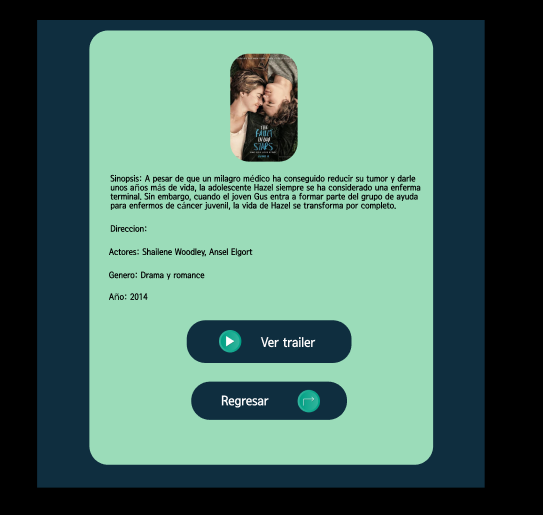 THE
FAULT
IN OUR
STARS
Sinopsis: A pesar de que un milagro médico ha conseguido reducir su tumor y darle
unos años más de vida, la adolescente Hazel siempre se ha considerado una enferma
terminal. Sin embargo, cuando el joven Gus entra a formar parte del grupo de ayuda
para enfermos de cáncer juvenil, la vida de Hazel se transforma por completo.
Direccion:
Actores: Shailene Woodley, Ansel Elgort
Genero: Drama y romance
Año: 2014
Ver trailer
Regresar